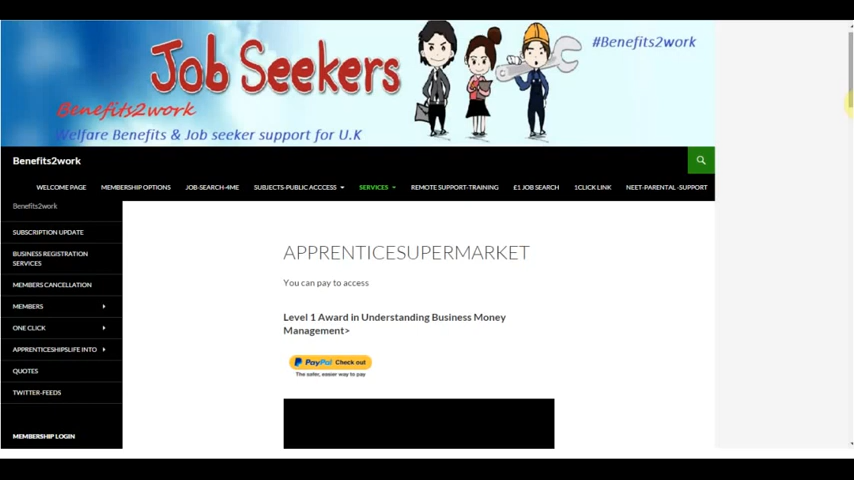 Job Seekers
#Benefits2work
Benefits2work
Welfare Benefits & Job seeker support for U.K
Benefits2work
WELCOME PAGE
MEMBERSHIP OPTIONS
JOB-SEARCH-4ME
SUBJECTS-PUBLIC ACCCESS
SERVICES
REMOTE SUPPORT-TRAINING
£1 JOB SEARCH
1CLICK LINK
NEET-PARENTAL -SUPPORT
Benefits2work
SUBSCRIPTION UPDATE
BUSINESS REGISTRATION
SERVICES
MEMBERS CANCELLATION
MEMBERS
ONE CLICK
APPRENTICESHIPSLIFE INTO
QUOTES
TWITTER-FEEDS
MEMBERSHIP LOGIN
APPRENTICESUPERMARKET
You can pay to access
Level 1 Award in Understanding Business Money
Management>
PayPal Check out
The safer, easier way to pay